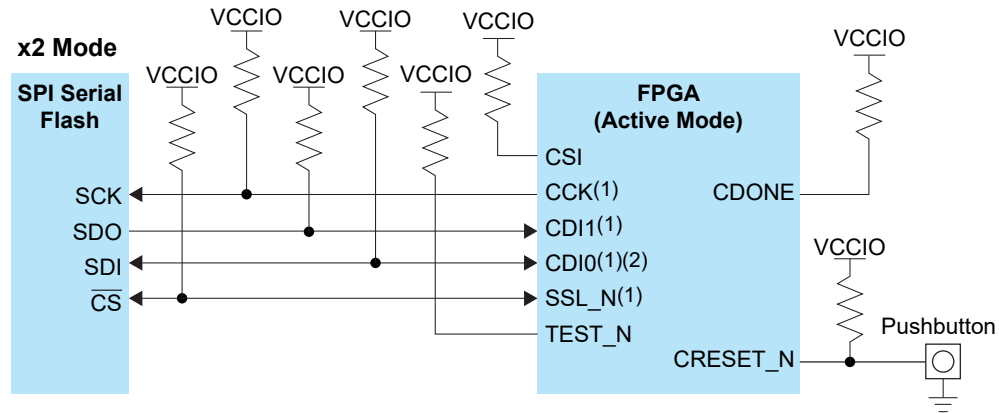 VCCIO
VCCIO
VCCIO
VCCIO
x2 Mode
VCCIO
VCCIO
VCCIO
SPI Serial
Flash
FPGA
(Active Mode)
CSI
SCK
CCK(1)
CDONE
SDO
CDI1(1)
SDI
CDI0(1)(2)
VCCIO
CS
SSL_N(1)
TEST_N
Pushbutton
CRESET_N